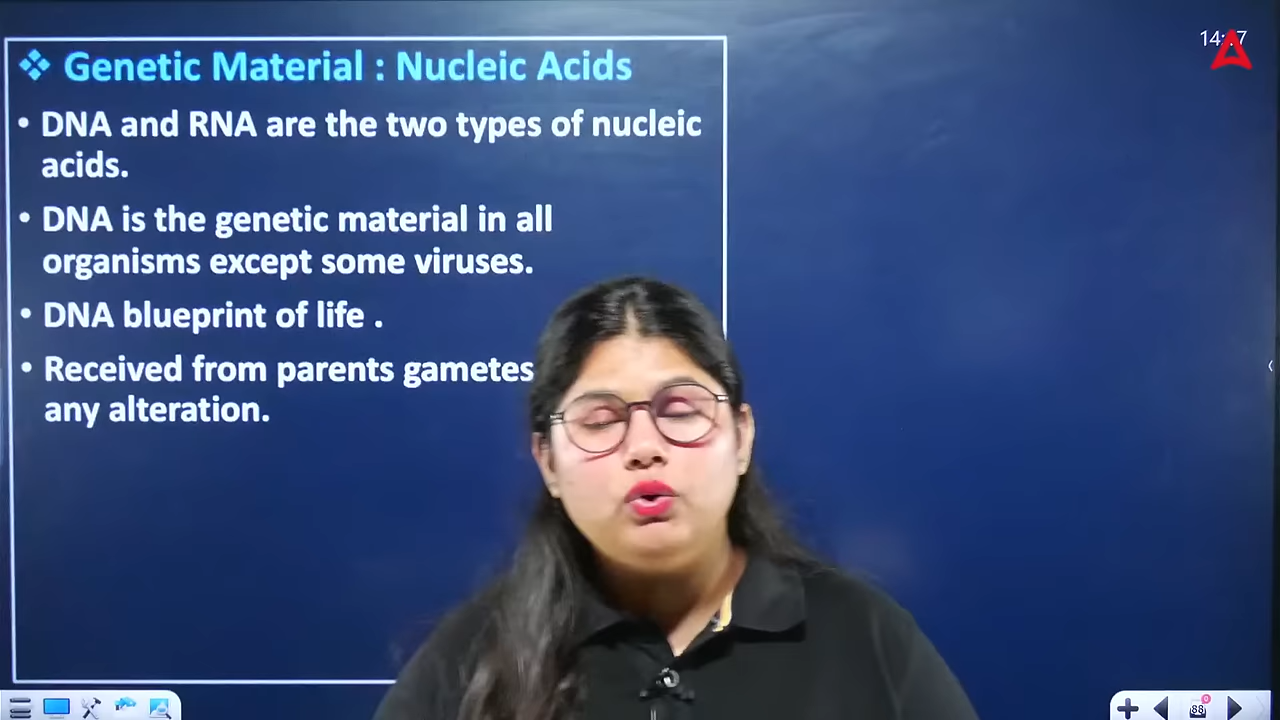 ❖ Genetic Material : Nucleic Acids
• DNA and RNA are the two types of nucleic
acids.
• DNA is the genetic material in all
organisms except some viruses.
• DNA blueprint of life .
• Received from parents gametes
any alteration.
88